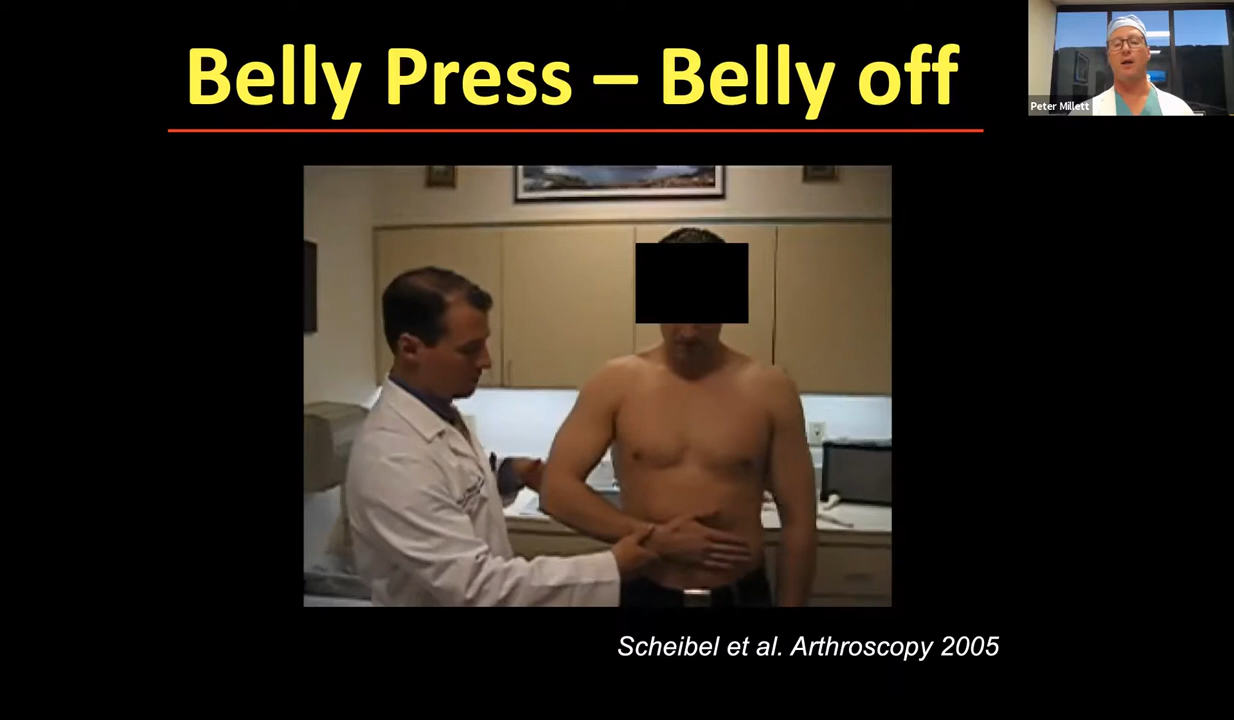 Belly Press – Belly off
Peter Millett
Scheibel et al. Arthroscopy 2005